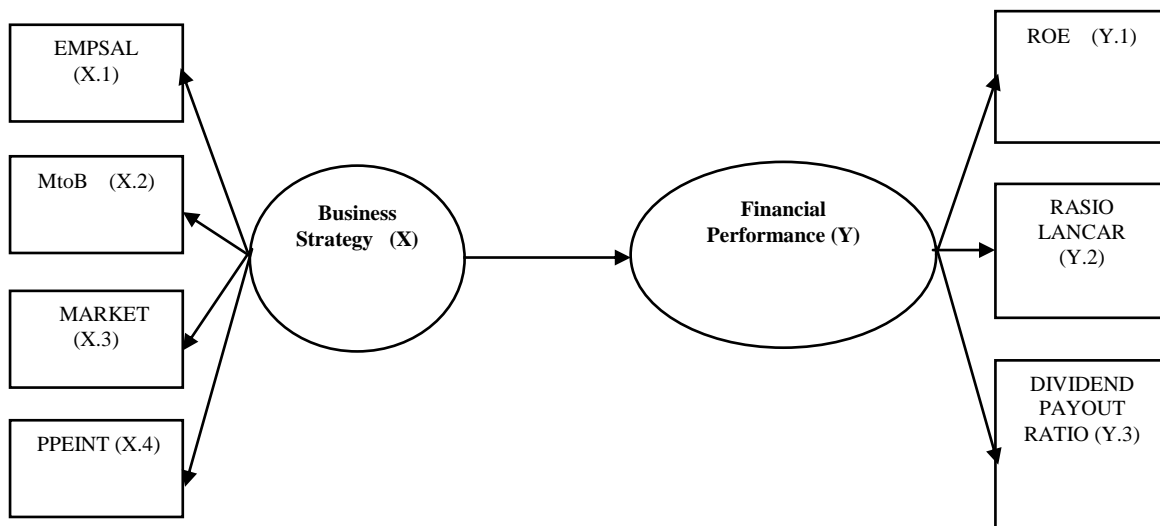 EMPSAL
(X.1)
MtoB (X.2)
MARKET
(X.3)
PPEINT (X.4)
Business
Strategy (X)
Financial
Performance (Y)
ROE (Y.1)
RASIO
LANCAR
(Y.2)
DIVIDEND
PAYOUT
RATIO (Y.3)